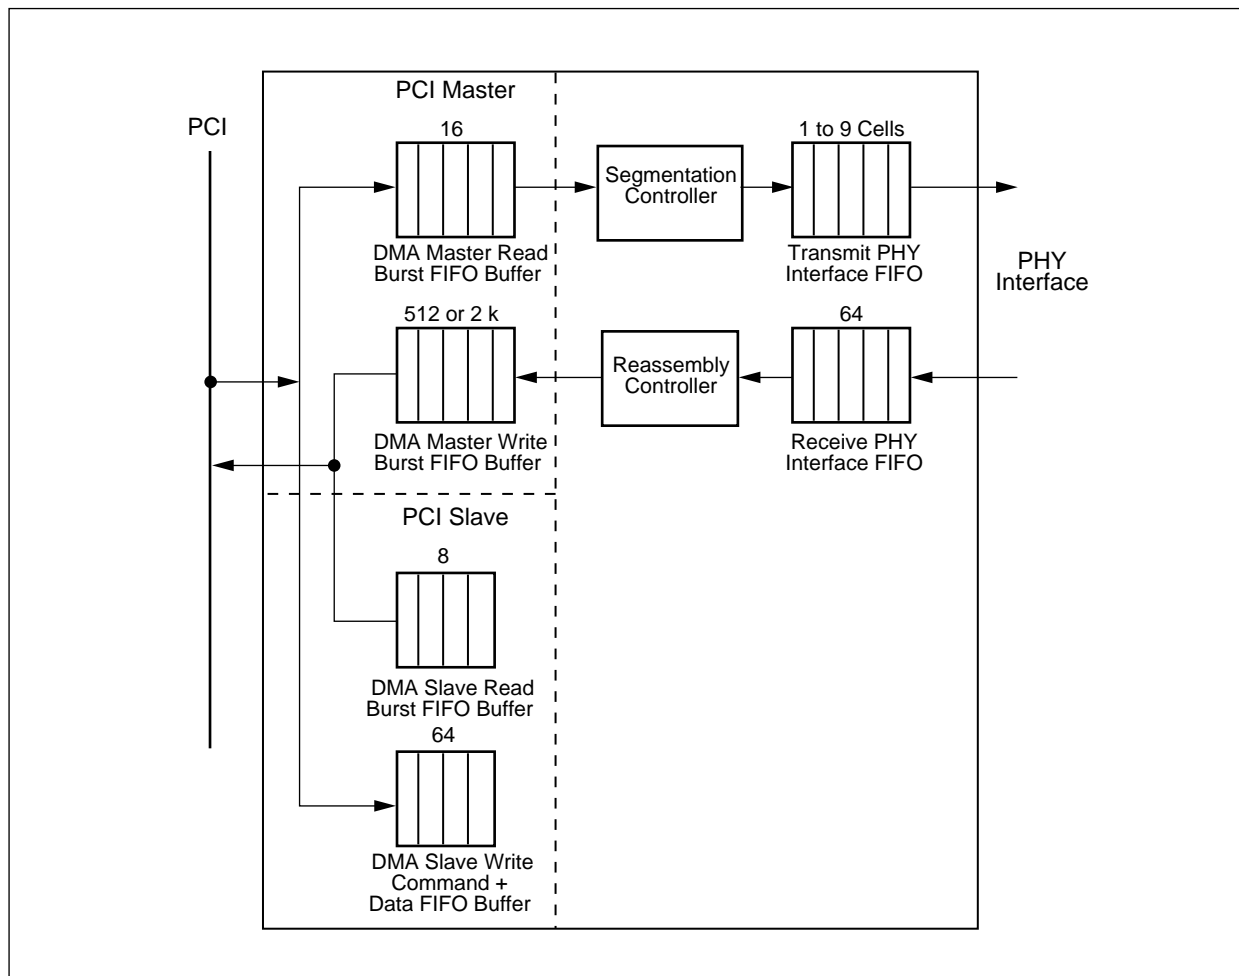 PCI Master
PCI
16
1 to 9 Cells
Segmentation
Controller
DMA Master Read
Burst FIFO Buffer
Transmit PHY
Interface FIFO
PHY
Interface
512 or 2 k
64
Reassembly
Controller
DMA Master Write
Burst FIFO Buffer
Receive PHY
Interface FIFO
PCI Slave
8
DMA Slave Read
Burst FIFO Buffer
64
DMA Slave Write
Command +
Data FIFO Buffer